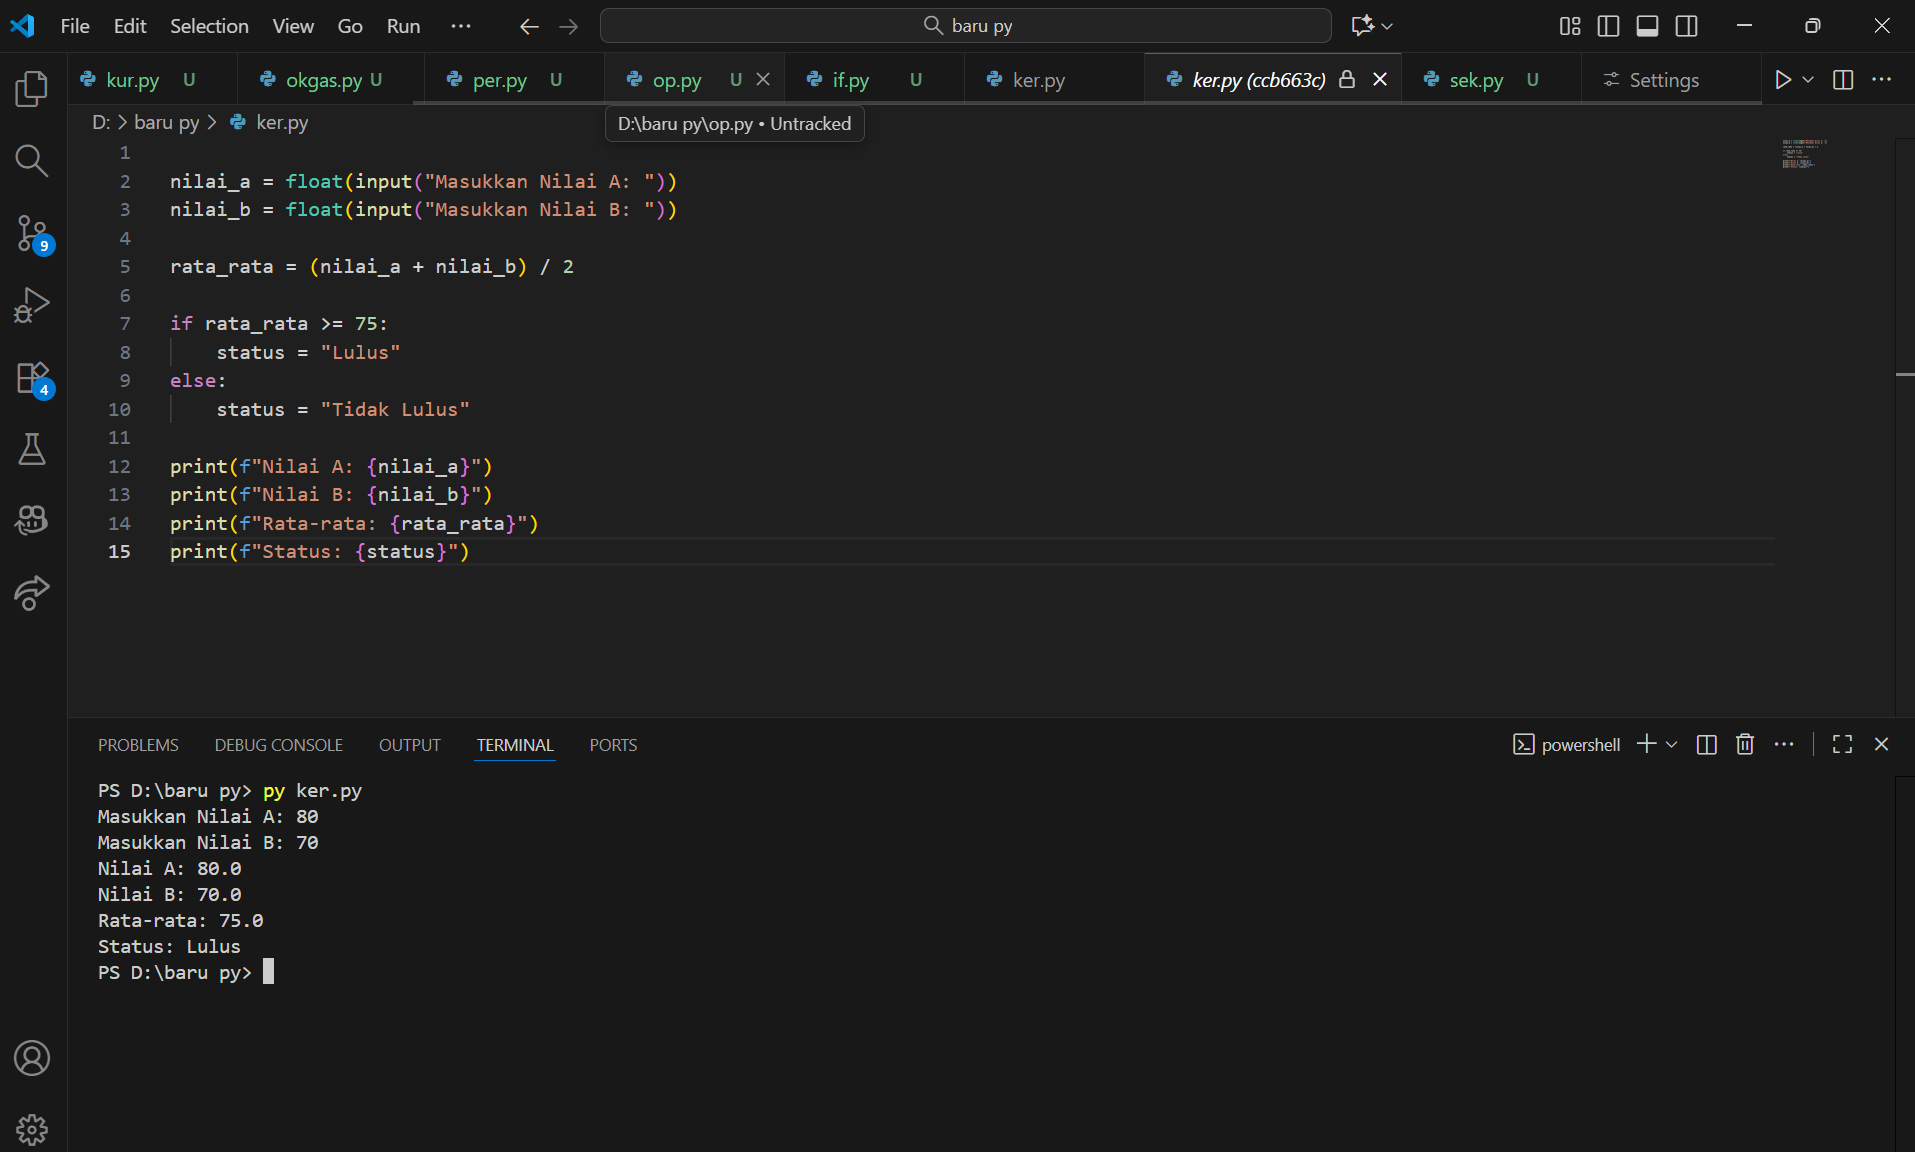 File Edit Selection View Go Run ··· baru py
kur.py U okgas.py U per.py U op.py U if.py U ker.py ker.py (ccb663c) sek.py U Settings
D: > baru py > ker.py
D:\baru py\op.py • Untracked
1
2 nilai_a = float(input("Masukkan Nilai A: "))
3 nilai_b = float(input("Masukkan Nilai B: "))
4
5 rata_rata = (nilai_a + nilai_b) / 2
6
7 if rata_rata >= 75:
8     status = "Lulus"
9 else:
10     status = "Tidak Lulus"
11
12 print(f"Nilai A: {nilai_a}")
13 print(f"Nilai B: {nilai_b}")
14 print(f"Rata-rata: {rata_rata}")
15 print(f"Status: {status}")
9
4
PROBLEMS DEBUG CONSOLE OUTPUT TERMINAL PORTS powershell
PS D:\baru py> py ker.py
Masukkan Nilai A: 80
Masukkan Nilai B: 70
Nilai A: 80.0
Nilai B: 70.0
Rata-rata: 75.0
Status: Lulus
PS D:\baru py>